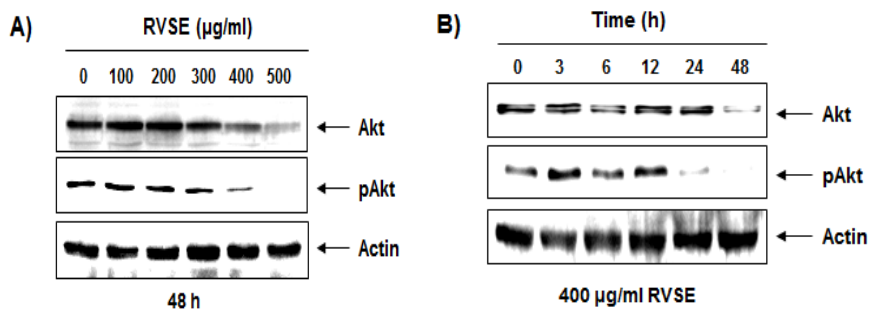 A)
RVSE (µg/ml)
0 100 200 300 400 500
Akt
pAkt
Actin
48 h
B)
Time (h)
0 3 6 12 24 48
Akt
pAkt
Actin
400 µg/ml RVSE